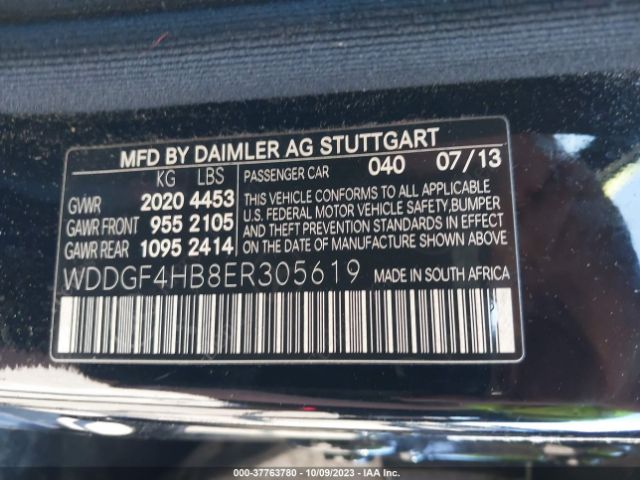 MFD BY DAIMLER AG STUTTGART
KG LBS
GVWR 2020 4453
GAWR FRONT 955 2105
GAWR REAR 1095 2414
PASSENGER CAR 040 07/13
THIS VEHICLE CONFORMS TO ALL APPLICABLE
U.S. FEDERAL MOTOR VEHICLE SAFETY,BUMPER
AND THEFT PREVENTION STANDARDS IN EFFECT
ON THE DATE OF MANUFACTURE SHOWN ABOVE.
WDDGF4HB8ER305619 MADE IN SOUTH AFRICA
000-37763780 - 10/09/2023 - IAA Inc.